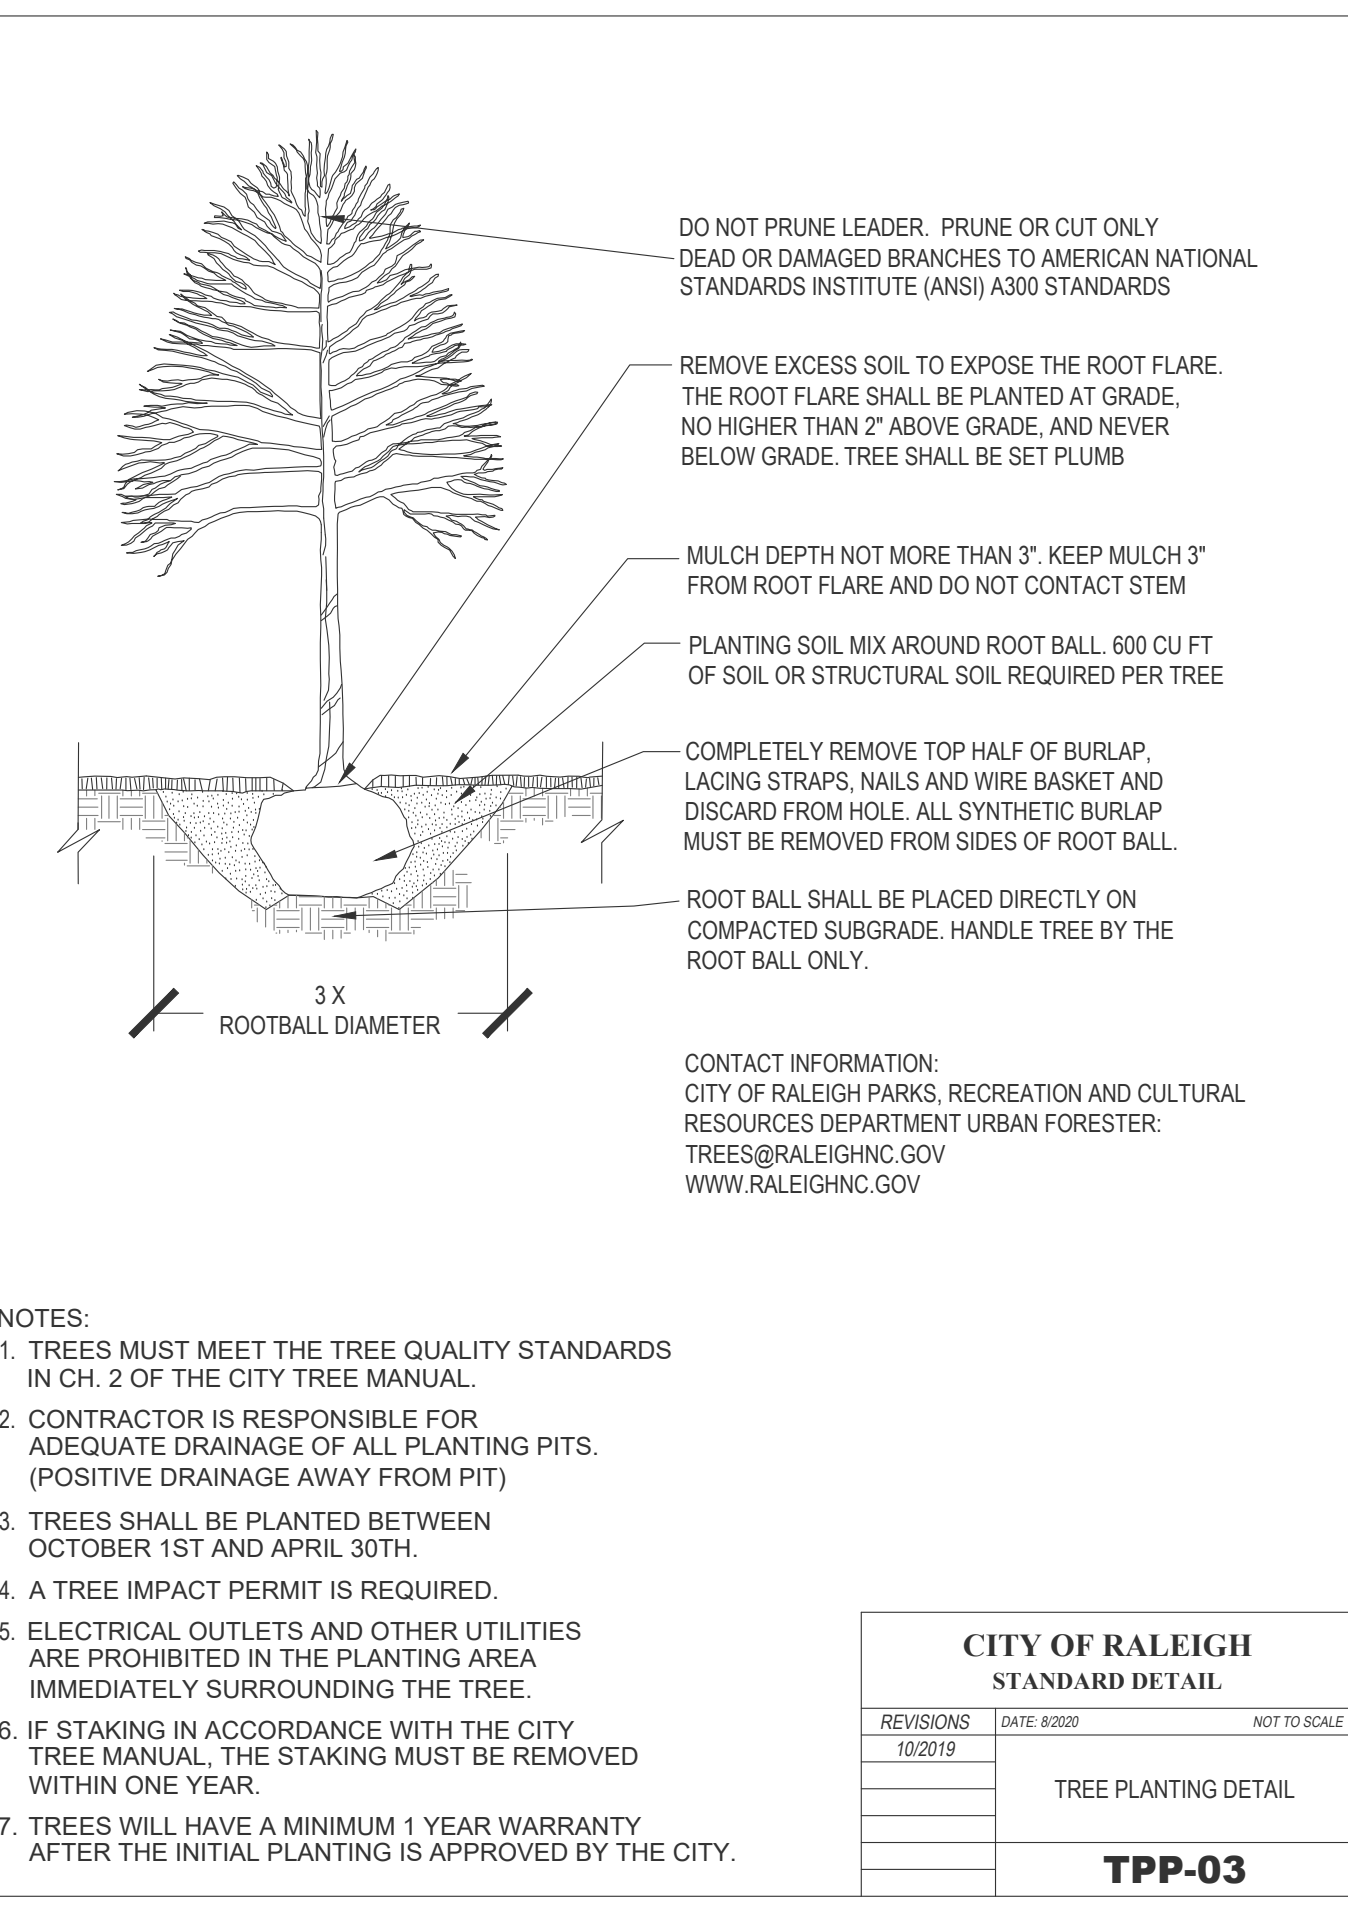 DO NOT PRUNE LEADER.  PRUNE OR CUT ONLY
DEAD OR DAMAGED BRANCHES TO AMERICAN NATIONAL
STANDARDS INSTITUTE (ANSI) A300 STANDARDS
REMOVE EXCESS SOIL TO EXPOSE THE ROOT FLARE.
THE ROOT FLARE SHALL BE PLANTED AT GRADE,
NO HIGHER THAN 2" ABOVE GRADE, AND NEVER
BELOW GRADE. TREE SHALL BE SET PLUMB
MULCH DEPTH NOT MORE THAN 3". KEEP MULCH 3"
FROM ROOT FLARE AND DO NOT CONTACT STEM
PLANTING SOIL MIX AROUND ROOT BALL. 600 CU FT
OF SOIL OR STRUCTURAL SOIL REQUIRED PER TREE
COMPLETELY REMOVE TOP HALF OF BURLAP,
LACING STRAPS, NAILS AND WIRE BASKET AND
DISCARD FROM HOLE. ALL SYNTHETIC BURLAP
MUST BE REMOVED FROM SIDES OF ROOT BALL.
ROOT BALL SHALL BE PLACED DIRECTLY ON
COMPACTED SUBGRADE. HANDLE TREE BY THE
ROOT BALL ONLY.
3 X
ROOTBALL DIAMETER
CONTACT INFORMATION:
CITY OF RALEIGH PARKS, RECREATION AND CULTURAL
RESOURCES DEPARTMENT URBAN FORESTER:
TREES@RALEIGHNC.GOV
WWW.RALEIGHNC.GOV
NOTES:
1. TREES MUST MEET THE TREE QUALITY STANDARDS
IN CH. 2 OF THE CITY TREE MANUAL.
2. CONTRACTOR IS RESPONSIBLE FOR
ADEQUATE DRAINAGE OF ALL PLANTING PITS.
(POSITIVE DRAINAGE AWAY FROM PIT)
3. TREES SHALL BE PLANTED BETWEEN
OCTOBER 1ST AND APRIL 30TH.
4. A TREE IMPACT PERMIT IS REQUIRED.
5. ELECTRICAL OUTLETS AND OTHER UTILITIES
ARE PROHIBITED IN THE PLANTING AREA
IMMEDIATELY SURROUNDING THE TREE.
6. IF STAKING IN ACCORDANCE WITH THE CITY
TREE MANUAL, THE STAKING MUST BE REMOVED
WITHIN ONE YEAR.
7. TREES WILL HAVE A MINIMUM 1 YEAR WARRANTY
AFTER THE INITIAL PLANTING IS APPROVED BY THE CITY.
CITY OF RALEIGH
STANDARD DETAIL
REVISIONS
DATE: 8/2020
NOT TO SCALE
10/2019
TREE PLANTING DETAIL
TPP-03